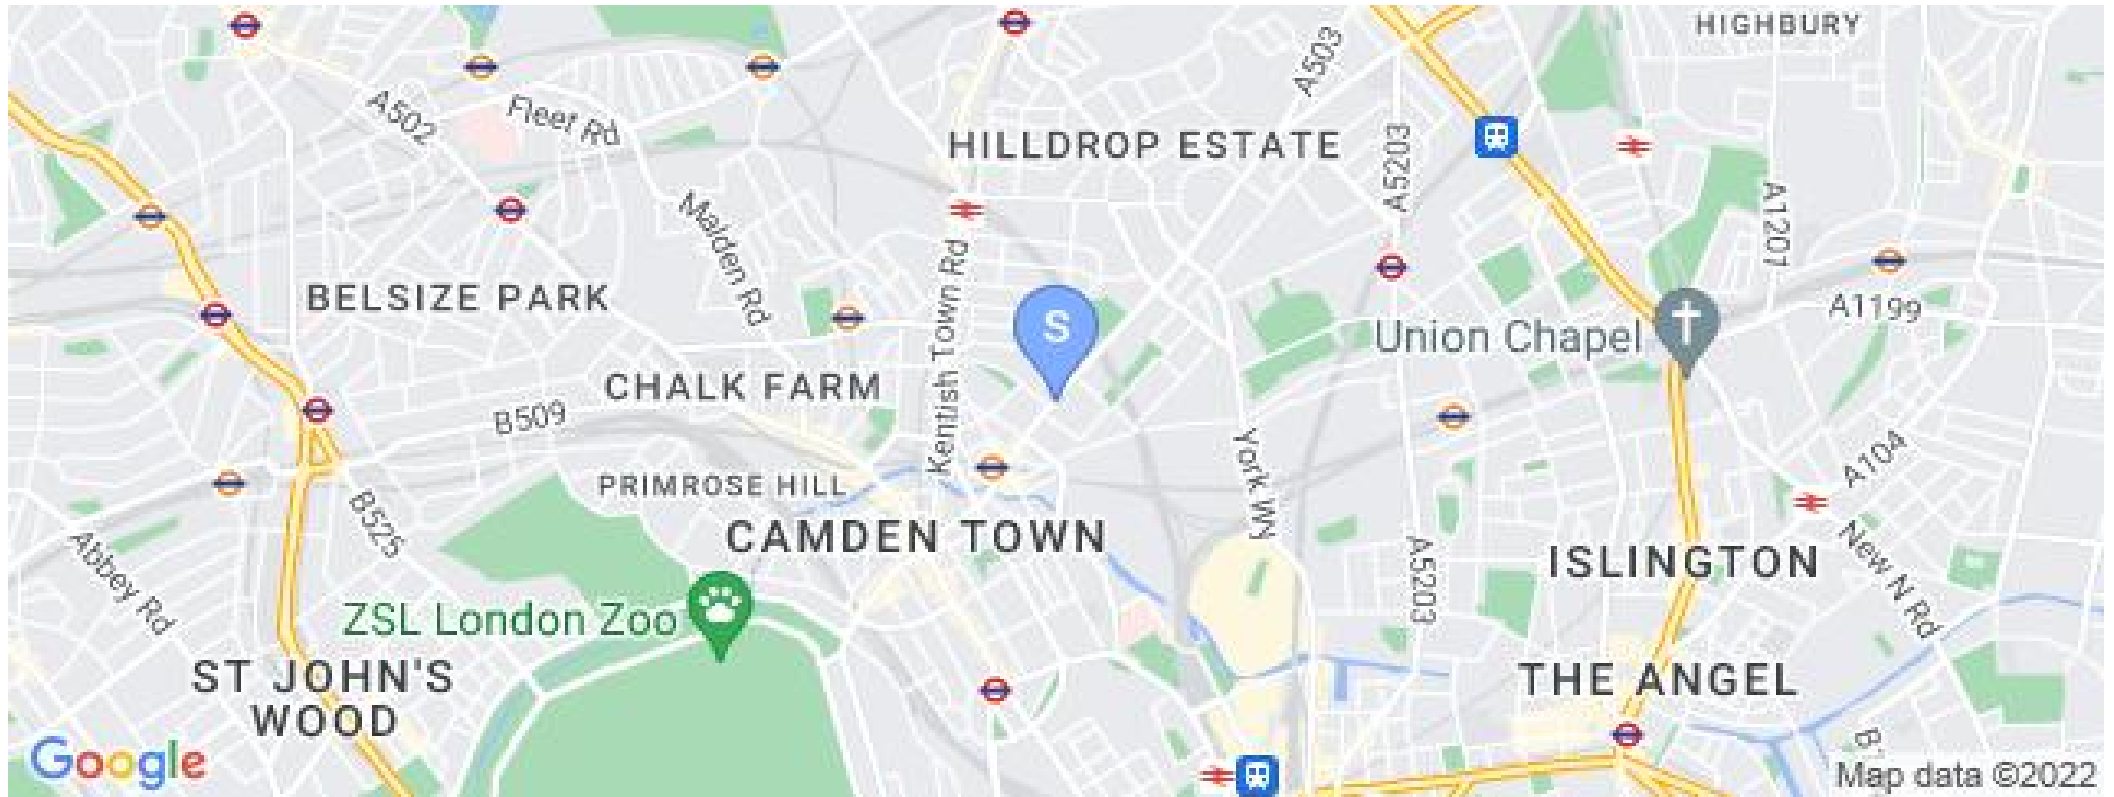 HIGHBURY
A503
A502
Fleet Rd
HILLDROP ESTATE
A5203
A1207
Malden Rd
Kentish Town Rd
BELSIZE PARK
S
Union Chapel
A1199
CHALK FARM
B509
York Wy
A104
PRIMROSE HILL
B525
CAMDEN TOWN
Abbey Rd
A5203
ISLINGTON
New N Rd
ZSL London Zoo
ST JOHN'S
WOOD
THE ANGEL
Google
Map data ©2022